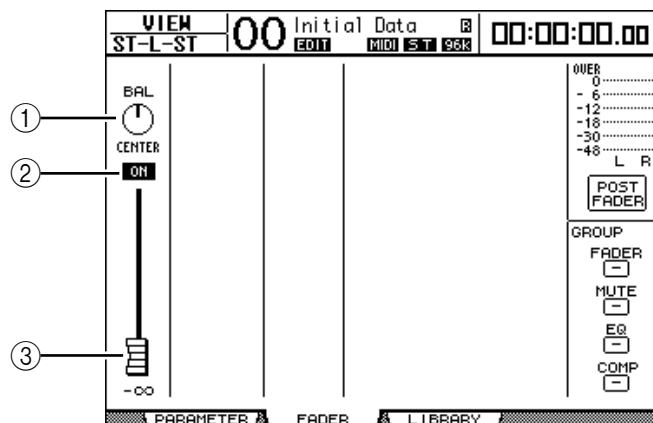 VIEW
ST-L-ST
00
Initial Data
R
EDIT
MIDI
ST
96k
00:00:00.00
BAL
CENTER
ON
-∞
OVER
0
- 6
-12
-18
-30
-48
L R
POST
FADER
GROUP
FADER
-
MUTE
-
EQ
-
COMP
-
PARAMETER
FADER
LIBRARY
1
2
3